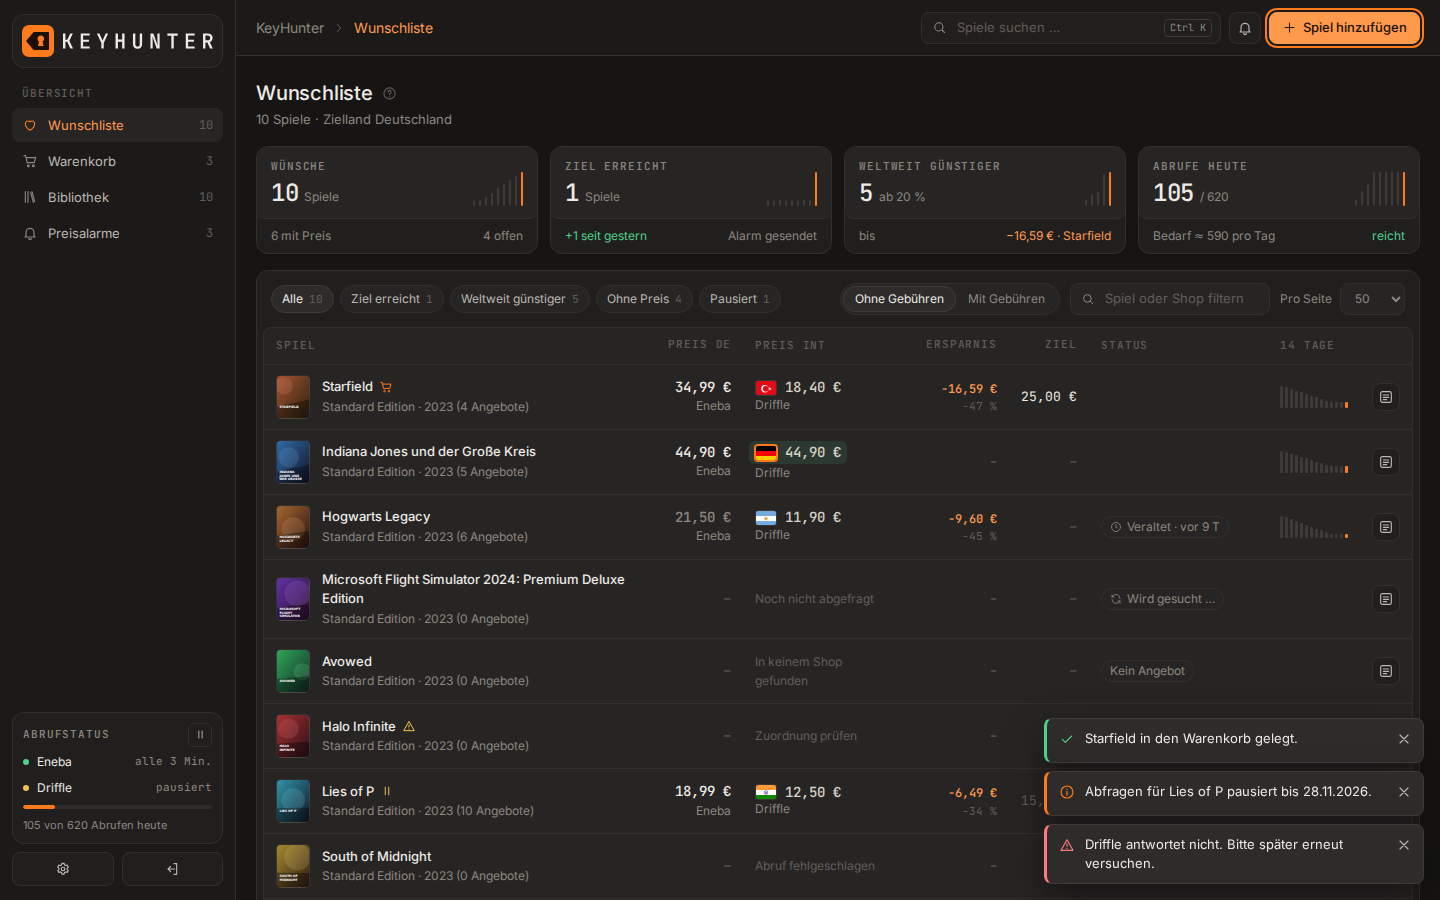 KEYHUNTER
KeyHunter > Wunschliste
Spiele suchen ...
Ctrl K
Spiel hinzufügen
ÜBERSICHT
Wunschliste 10
Warenkorb 3
Bibliothek 10
Preisalarme 3
Wunschliste
10 Spiele · Zielland Deutschland
WÜNSCHE
10 Spiele
6 mit Preis 4 offen
ZIEL ERREICHT
1 Spiele
+1 seit gestern Alarm gesendet
WELTWEIT GÜNSTIGER
5 ab 20 %
bis −16,59 € · Starfield
ABRUFE HEUTE
105 / 620
Bedarf ≈ 590 pro Tag reicht
Alle 10 Ziel erreicht 1 Weltweit günstiger 5 Ohne Preis 4 Pausiert 1
Ohne Gebühren Mit Gebühren
Spiel oder Shop filtern
Pro Seite 50
SPIEL PREIS DE PREIS INT ERSPARNIS ZIEL STATUS 14 TAGE
Starfield 34,99 € 18,40 € -16,59 € 25,00 €
Standard Edition · 2023 (4 Angebote) Eneba Driffle -47 %
Indiana Jones und der Große Kreis 44,90 € 44,90 € – –
Standard Edition · 2023 (5 Angebote) Eneba Driffle
Hogwarts Legacy 21,50 € 11,90 € -9,60 € – Veraltet · vor 9 T
Standard Edition · 2023 (6 Angebote) Eneba Driffle -45 %
Microsoft Flight Simulator 2024: Premium Deluxe
Edition – Noch nicht abgefragt – – Wird gesucht ...
Standard Edition · 2023 (0 Angebote)
Avowed – In keinem Shop gefunden – – Kein Angebot
Standard Edition · 2023 (0 Angebote)
Halo Infinite – Zuordnung prüfen –
Standard Edition · 2023 (0 Angebote)
Lies of P 18,99 € 12,50 € -6,49 € 15,
Standard Edition · 2023 (10 Angebote) Eneba Driffle -34 %
South of Midnight – Abruf fehlgeschlagen –
Standard Edition · 2023 (0 Angebote)
ABRUFSTATUS
Eneba alle 3 Min.
Driffle pausiert
105 von 620 Abrufen heute
Starfield in den Warenkorb gelegt.
Abfragen für Lies of P pausiert bis 28.11.2026.
Driffle antwortet nicht. Bitte später erneut
versuchen.